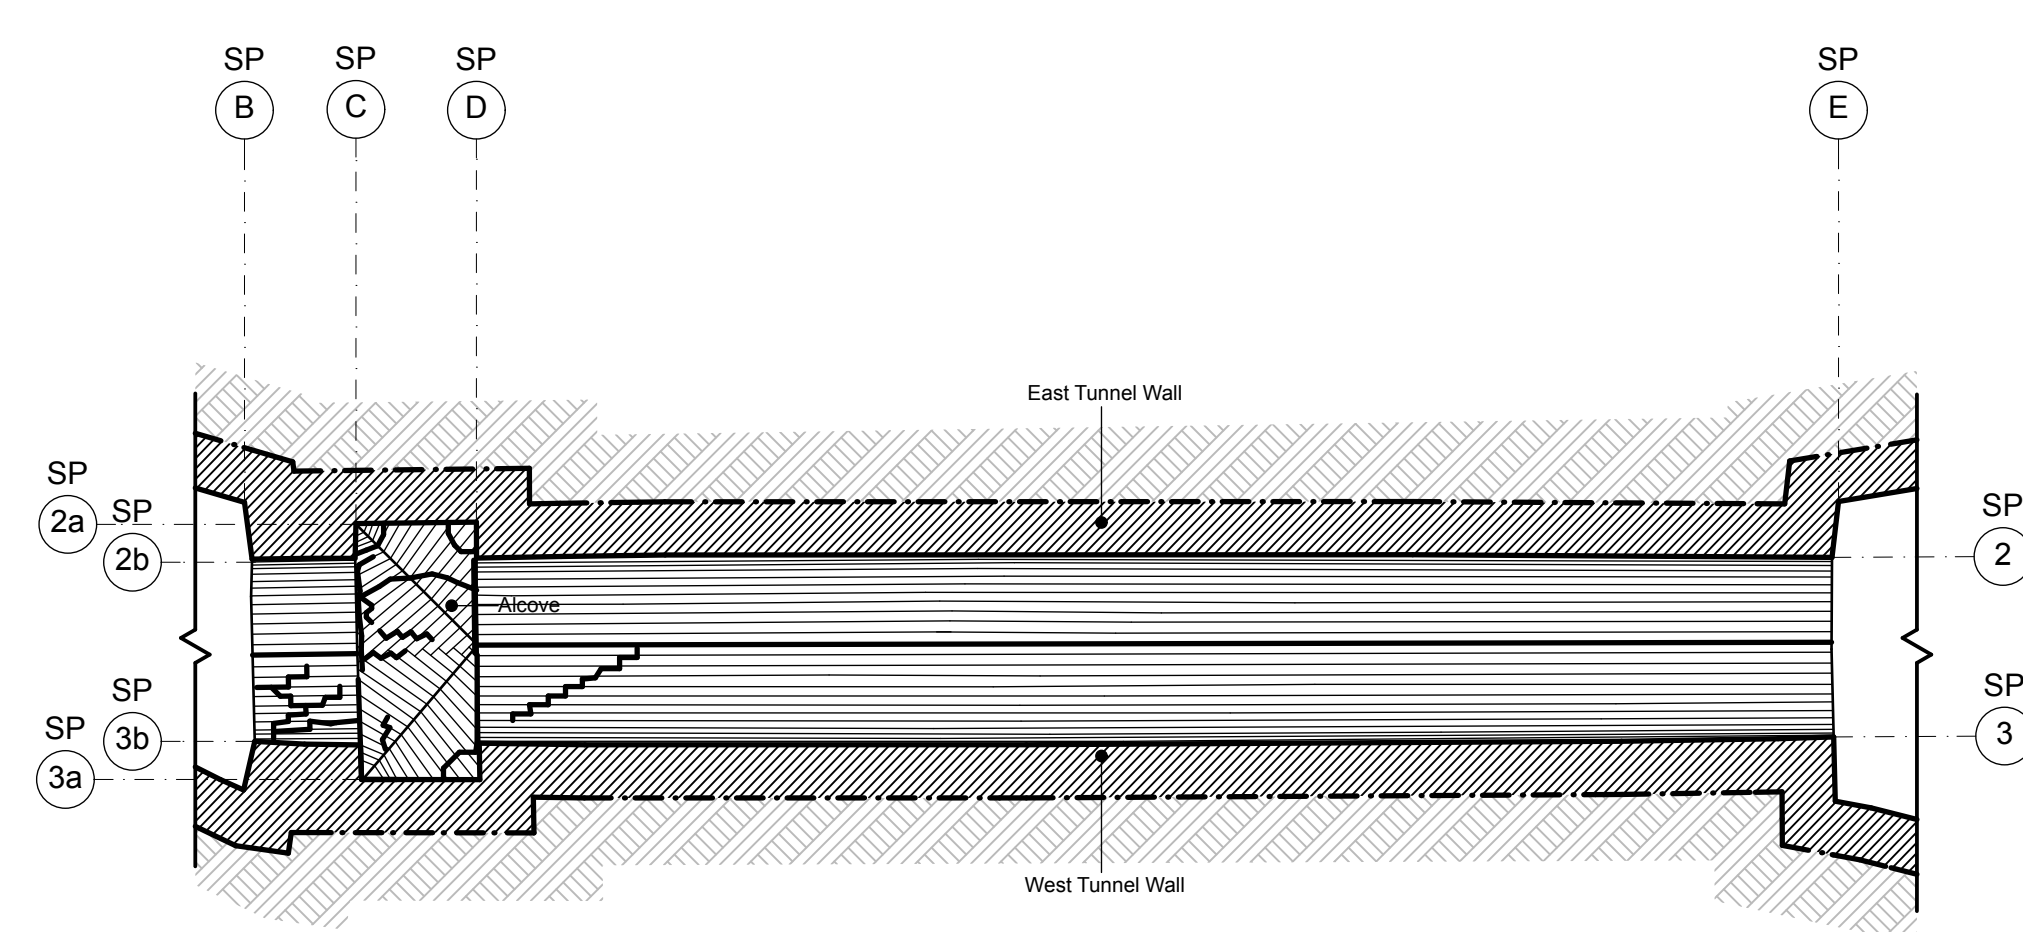 SP
B
SP
C
SP
D
SP
E
East Tunnel Wall
SP
2a
SP
2b
SP
2
Alcove
SP
3b
SP
3a
SP
3
West Tunnel Wall